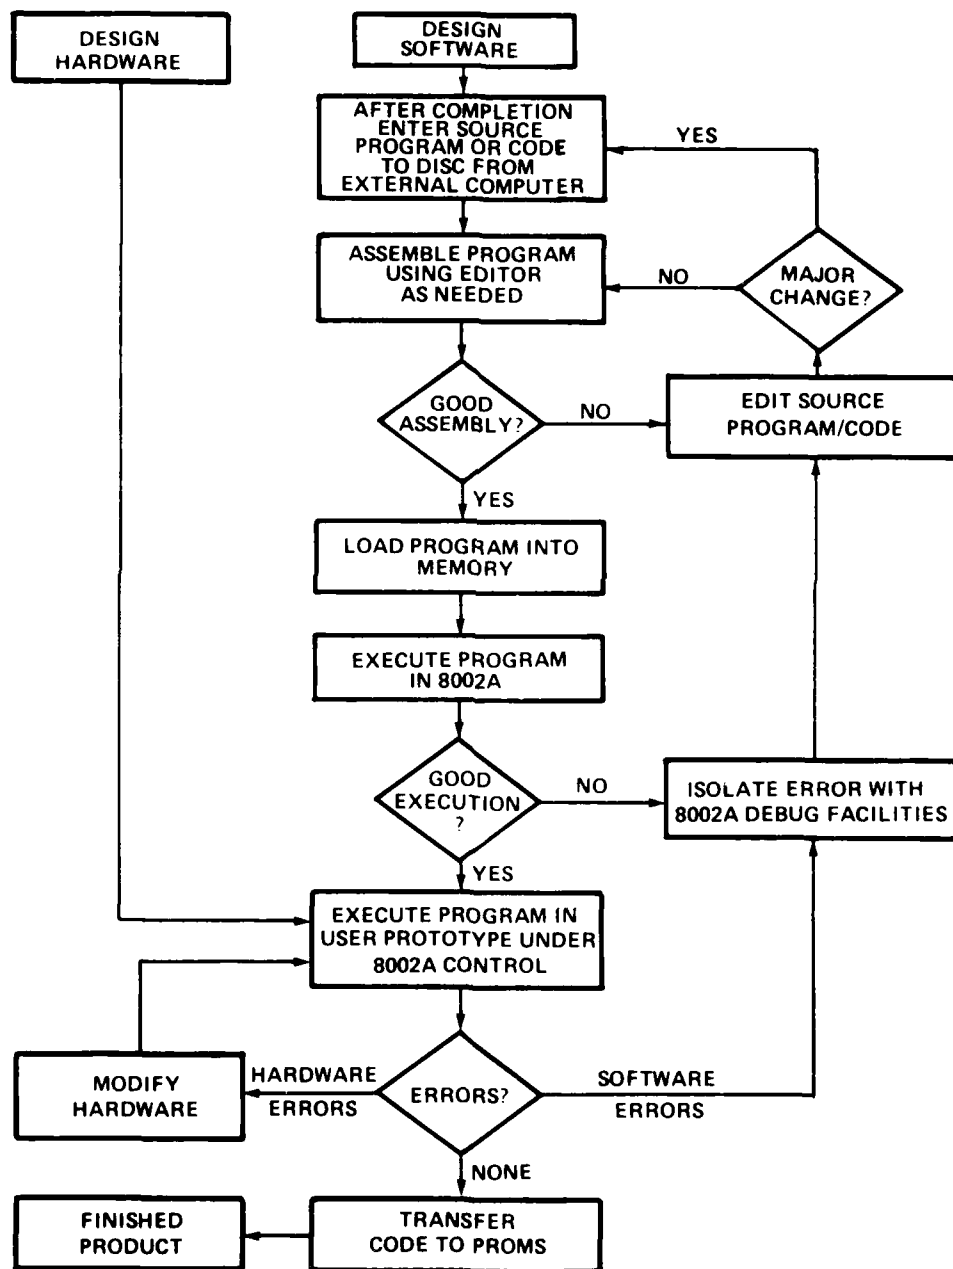 DESIGN
HARDWARE
DESIGN
SOFTWARE
AFTER COMPLETION
ENTER SOURCE
PROGRAM OR CODE
TO DISC FROM
EXTERNAL COMPUTER
YES
ASSEMBLE PROGRAM
USING EDITOR
AS NEEDED
NO
MAJOR
CHANGE?
GOOD
ASSEMBLY?
NO
EDIT SOURCE
PROGRAM/CODE
YES
LOAD PROGRAM INTO
MEMORY
EXECUTE PROGRAM
IN 8002A
GOOD
EXECUTION
?
NO
ISOLATE ERROR WITH
8002A DEBUG FACILITIES
YES
EXECUTE PROGRAM IN
USER PROTOTYPE UNDER
8002A CONTROL
MODIFY
HARDWARE
HARDWARE
ERRORS
ERRORS?
SOFTWARE
ERRORS
NONE
FINISHED
PRODUCT
TRANSFER
CODE TO PROMS